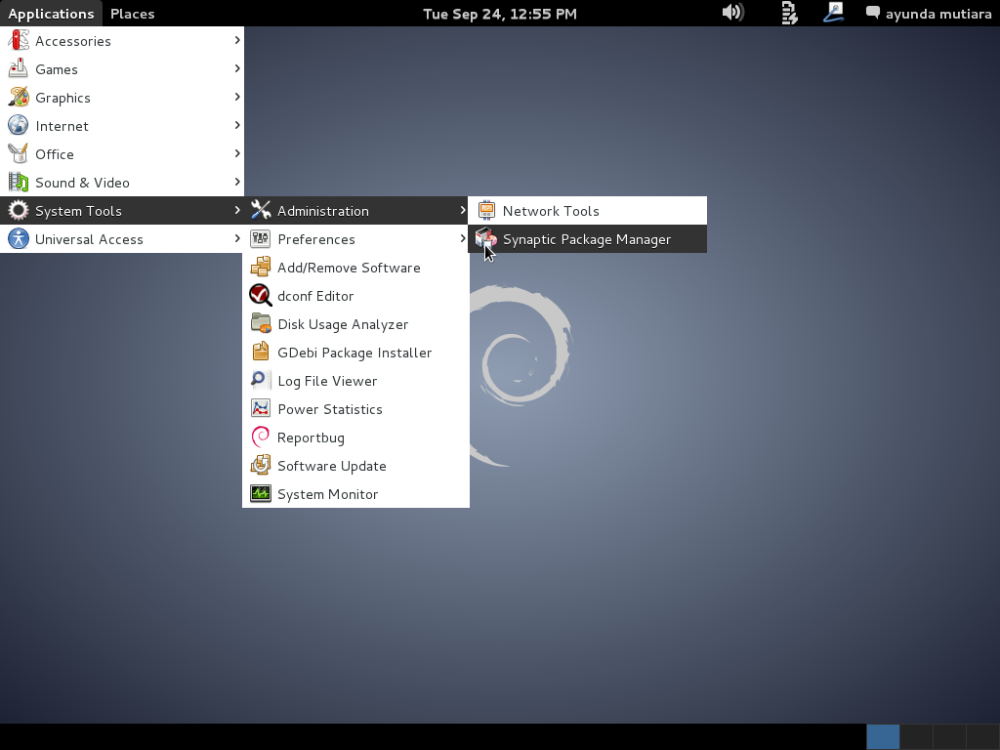 Applications Places Tue Sep 24, 12:55 PM ayunda mutiara
Accessories
Games
Graphics
Internet
Office
Sound & Video
System Tools
Universal Access
Administration
Preferences
Add/Remove Software
dconf Editor
Disk Usage Analyzer
GDebi Package Installer
Log File Viewer
Power Statistics
Reportbug
Software Update
System Monitor
Network Tools
Synaptic Package Manager